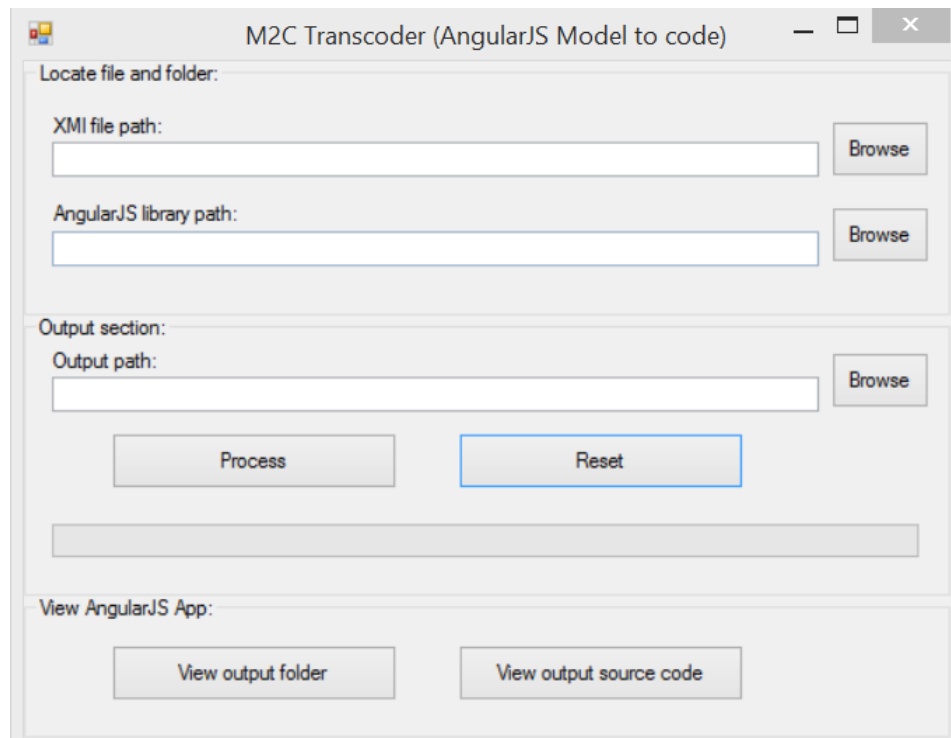 M2C Transcoder (AngularJS Model to code)
Locate file and folder:
XMI file path:
Browse
AngularJS library path:
Browse
Output section:
Output path:
Browse
Process Reset
View AngularJS App:
View output folder View output source code